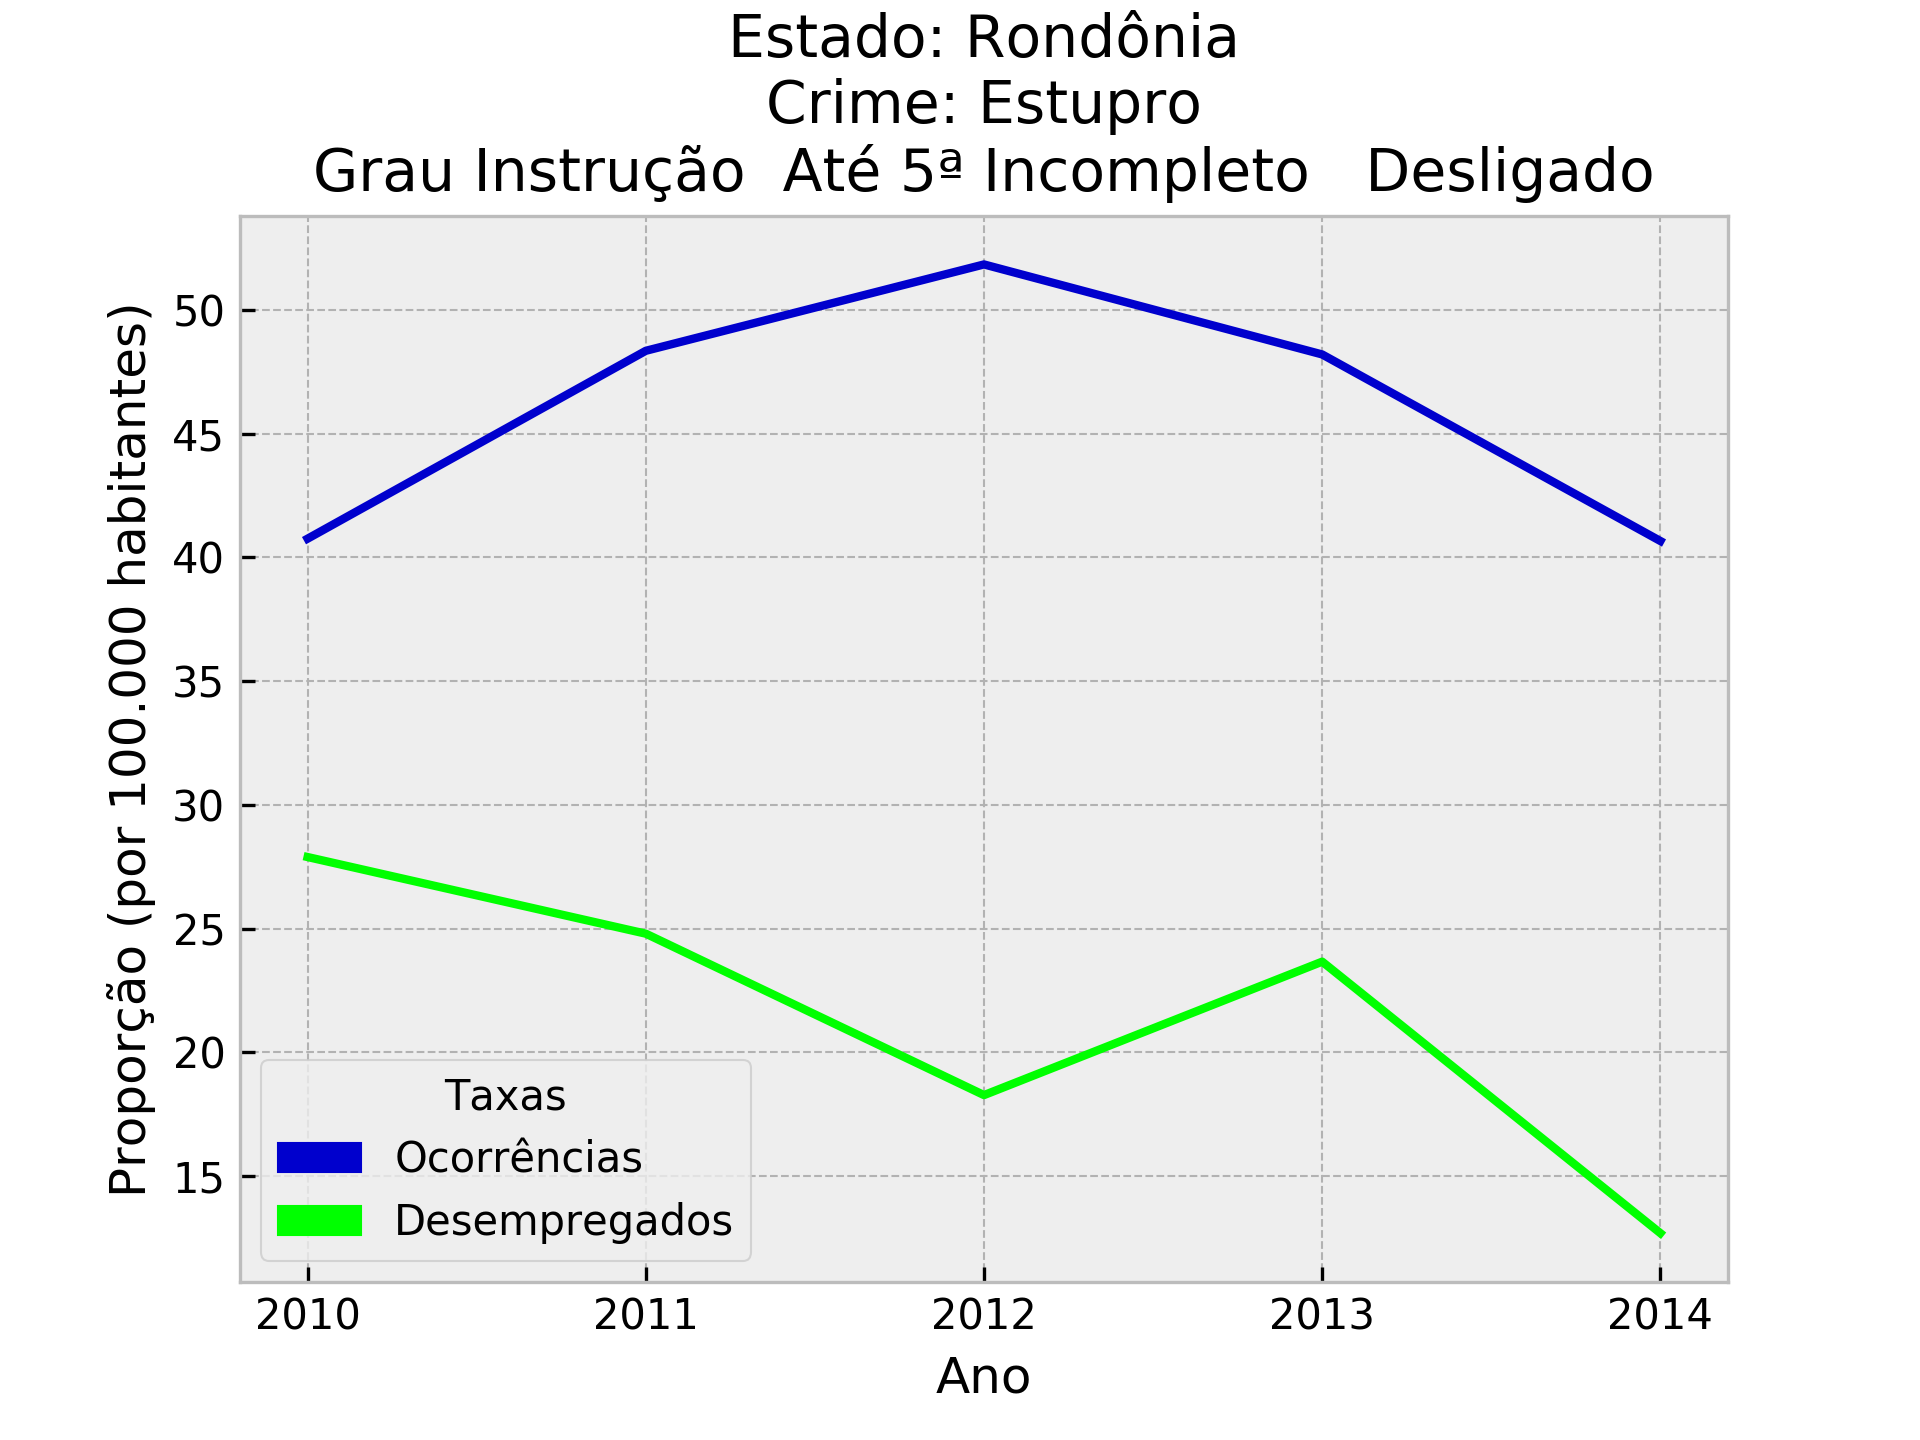 Estado: Rondônia
Crime: Estupro
Grau Instrução  Até 5ª Incompleto   Desligado
Proporção (por 100.000 habitantes)
50
45
40
35
30
25
20
15
Taxas
Ocorrências
Desempregados
2010 2011 2012 2013 2014
Ano